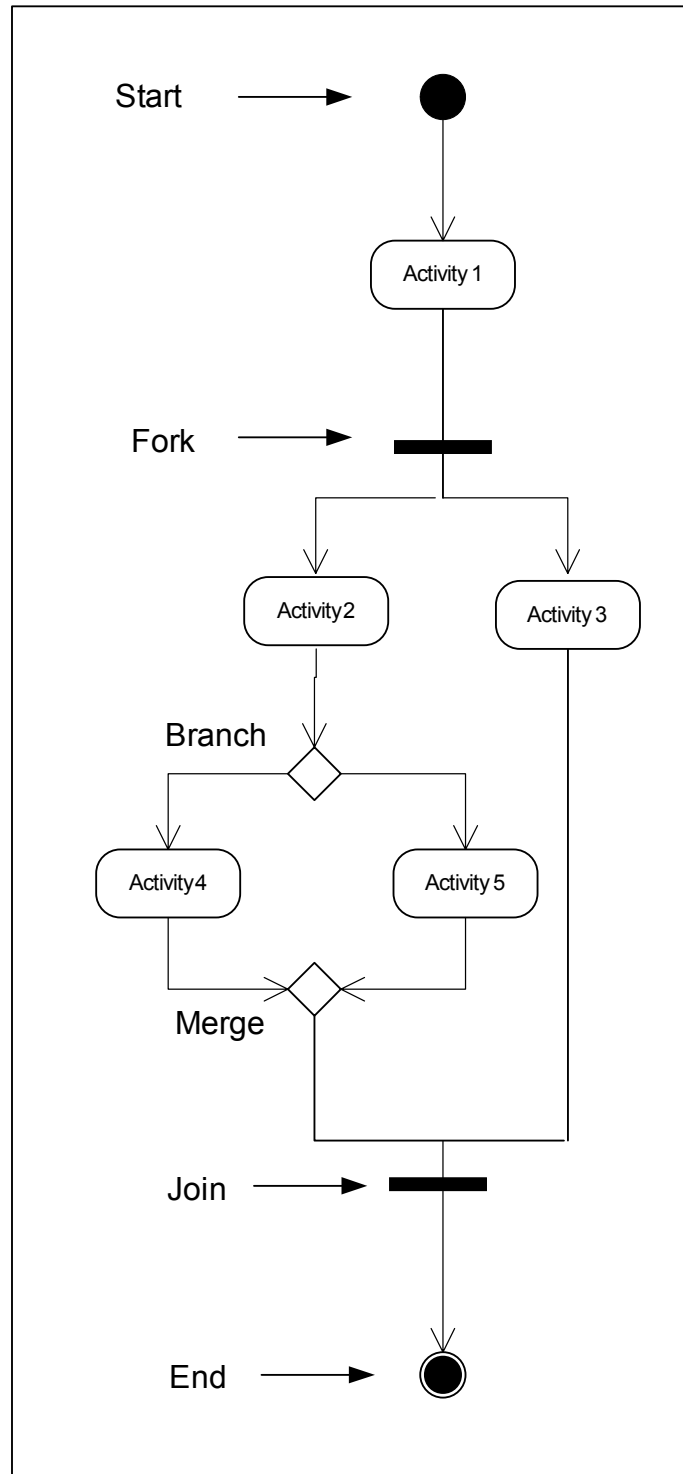 Start
Activity 1
Fork
Activity 2
Activity 3
Branch
Activity 4
Activity 5
Merge
Join
End